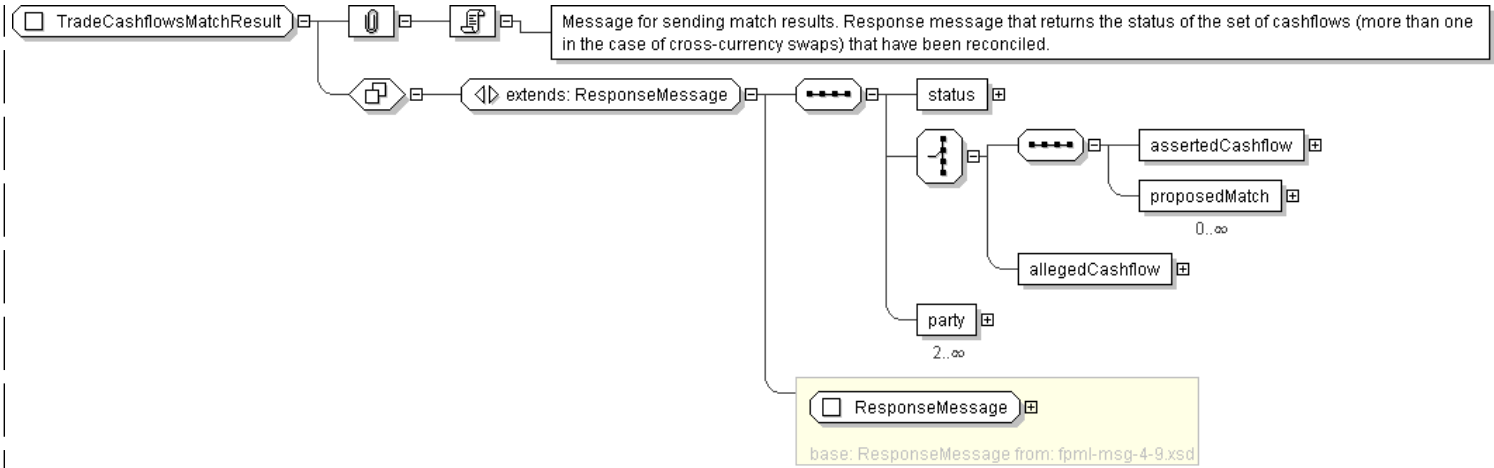 TradeCashflowsMatchResult
Message for sending match results. Response message that returns the status of the set of cashflows (more than one
in the case of cross-currency swaps) that have been reconciled.
extends: ResponseMessage
status
assertedCashflow
proposedMatch
0..∞
allegedCashflow
party
2..∞
ResponseMessage
base: ResponseMessage from: fpml-msg-4-9.xsd